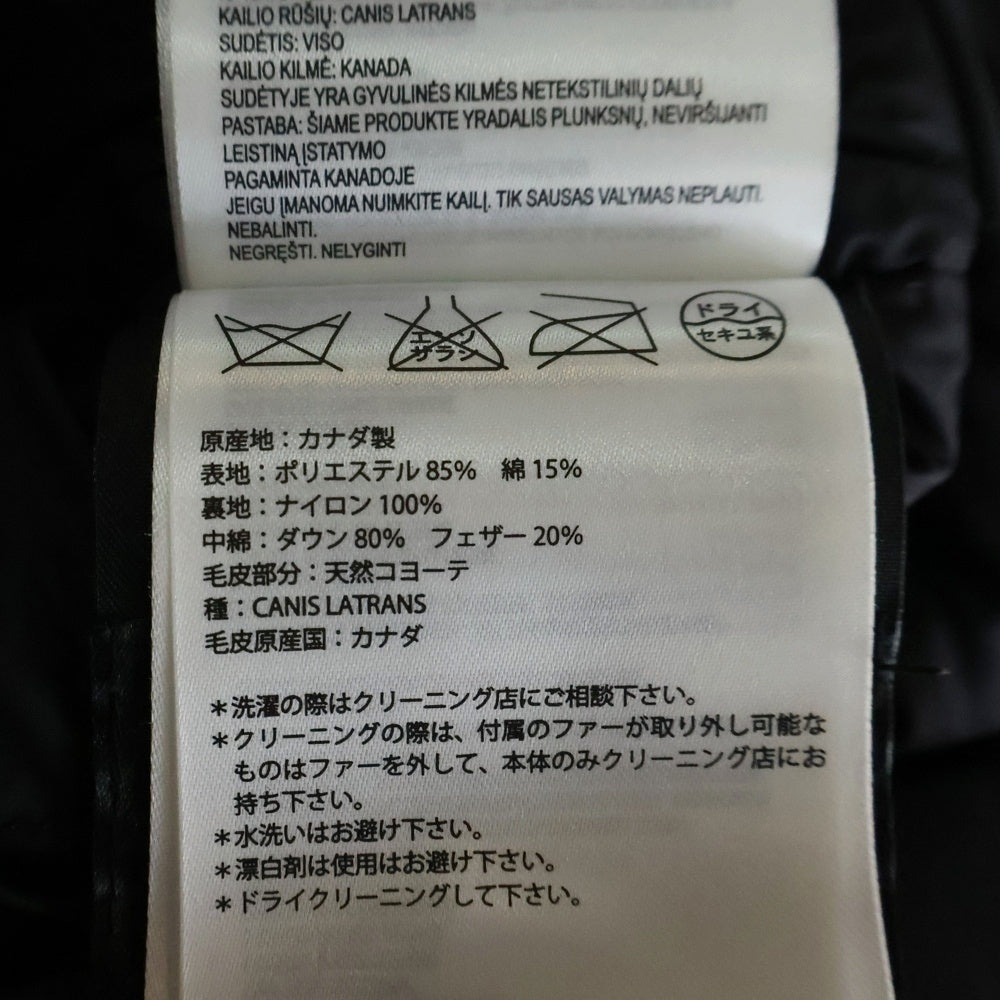 KAILIO RŪŠIŲ: CANIS LATRANS
SUDĖTIS: VISO
KAILIO KILMĖ: KANADA
SUDĖTYJE YRA GYVULINĖS KILMĖS NETEKSTILINIŲ DALIŲ
PASTABA: ŠIAME PRODUKTE YRADALIS PLUNKSNŲ, NEVIRŠIJANTI
LEISTINĄ ĮSTATYMO
PAGAMINTA KANADOJE
JEIGU ĮMANOMA NUIMKITE KAILĮ. TIK SAUSAS VALYMAS NEPLAUTI.
NEBALINTI.
NEGRĘŠTI. NELYGINTI
エンソ
サラシ
ドライ
セキユ系
原産地：カナダ製
表地：ポリエステル 85%　綿 15%
裏地：ナイロン 100%
中綿：ダウン 80%　フェザー 20%
毛皮部分：天然コヨーテ
種：CANIS LATRANS
毛皮原産国：カナダ
＊洗濯の際はクリーニング店にご相談下さい。
＊クリーニングの際は、付属のファーが取り外し可能な
ものはファーを外して、本体のみクリーニング店にお
持ち下さい。
＊水洗いはお避け下さい。
＊漂白剤は使用はお避け下さい。
＊ドライクリーニングして下さい。